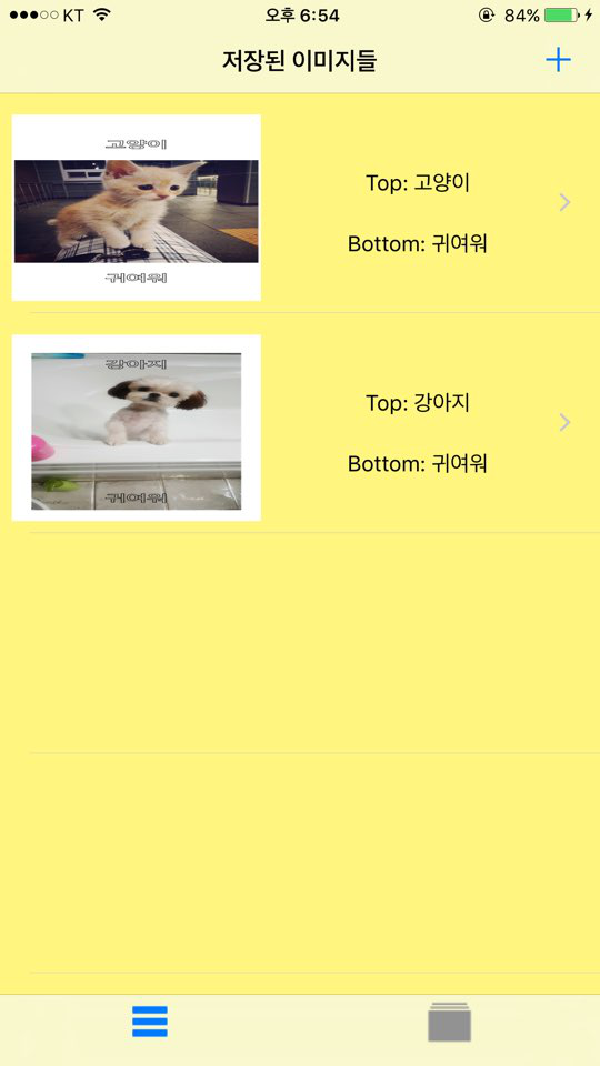 KT 오후 6:54 84%
저장된 이미지들
고양이
귀여워
Top: 고양이
Bottom: 귀여워
강아지
귀여워
Top: 강아지
Bottom: 귀여워